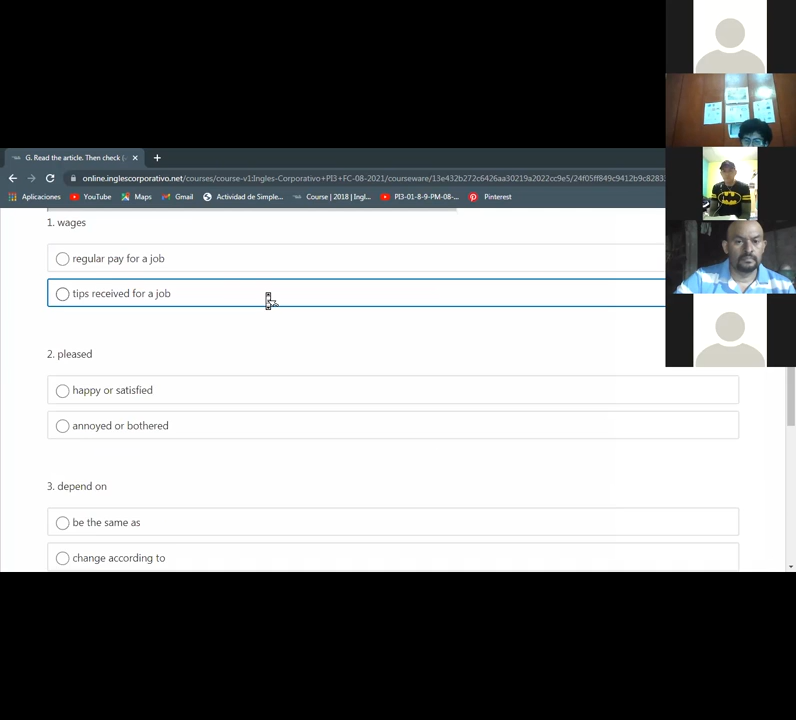 G. Read the article. Then check (
online.inglescorporativo.net/courses/course-v1:Ingles-Corporativo+PI3+FC-08-2021/courseware/13e432b272c6426aa30219a2022cc9e5/24f05ff849c9412b9c82833
Aplicaciones YouTube Maps Gmail Actividad de Simple... Course | 2018 | Ingl... PI3-01-8-9-PM-08-... Pinterest
1. wages
regular pay for a job
tips received for a job
2. pleased
happy or satisfied
annoyed or bothered
3. depend on
be the same as
change according to